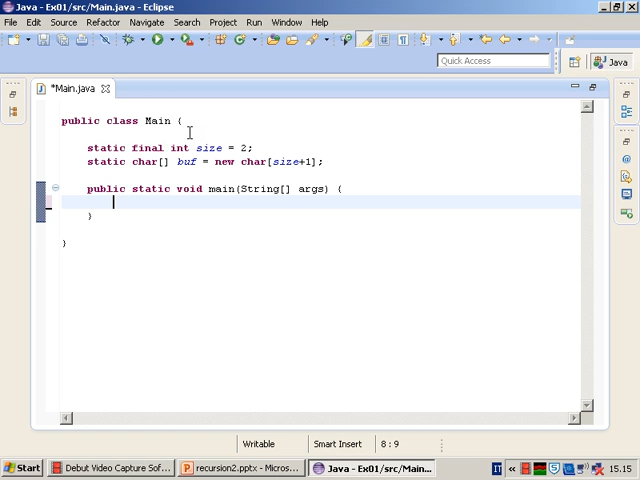 Java - Ex01/src/Main.java - Eclipse
File Edit Source Refactor Navigate Search Project Run Window Help
Quick Access
Java
*Main.java
public class Main {
static final int size = 2;
static char[] buf = new char[size+1];
public static void main(String[] args) {
}
}
Writable Smart Insert 8 : 9
Start Debut Video Capture Sof... recursion2.pptx - Microsos... Java - Ex01/src/Main... IT « 15.15